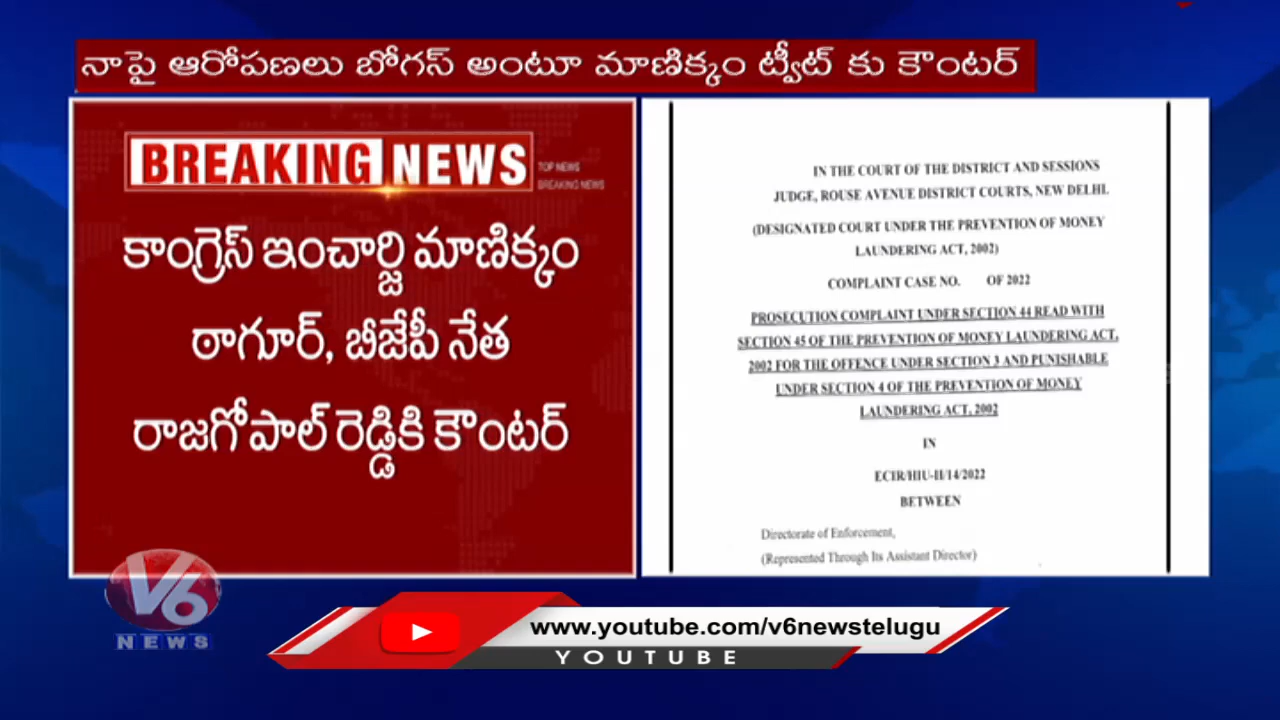 నాపై ఆరోపణలు బోగస్ అంటూ మాణిక్కం ట్వీట్ కు కౌంటర్
BREAKING NEWS
TOP NEWS
BREAKING NEWS
కాంగ్రెస్ ఇంచార్జి మాణిక్కం
ఠాగూర్, బీజేపీ నేత
రాజగోపాల్ రెడ్డికి కౌంటర్
IN THE COURT OF THE DISTRICT AND SESSIONS
JUDGE, ROUSE AVENUE DISTRICT COURTS, NEW DELHI.
(DESIGNATED COURT UNDER THE PREVENTION OF MONEY
LAUNDERING ACT, 2002)
COMPLAINT CASE NO. OF 2022
PROSECUTION COMPLAINT UNDER SECTION 44 READ WITH
SECTION 45 OF THE PREVENTION OF MONEY LAUNDERING ACT,
2002 FOR THE OFFENCE UNDER SECTION 3 AND PUNISHABLE
UNDER SECTION 4 OF THE PREVENTION OF MONEY
LAUNDERING ACT, 2002
IN
ECIR/HIU-II/14/2022
BETWEEN
Directorate of Enforcement,
(Represented Through Its Assistant Director)
V6
NEWS
www.youtube.com/v6newstelugu
YOUTUBE